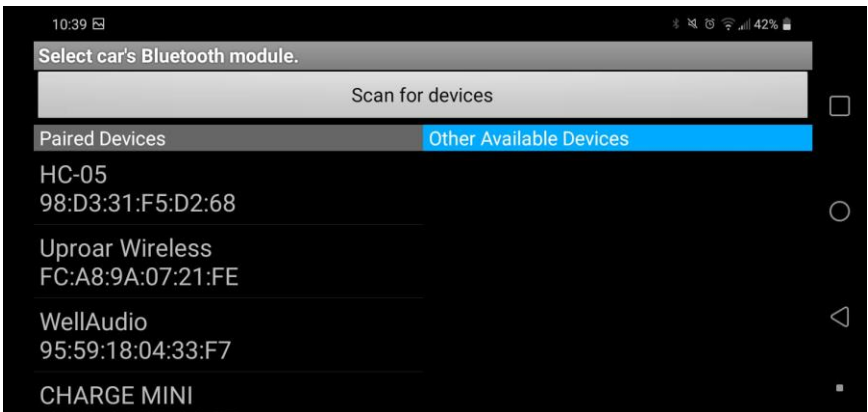 10:39
42%
Select car's Bluetooth module.
Scan for devices
Paired Devices
Other Available Devices
HC-05
98:D3:31:F5:D2:68
Uproar Wireless
FC:A8:9A:07:21:FE
WellAudio
95:59:18:04:33:F7
CHARGE MINI